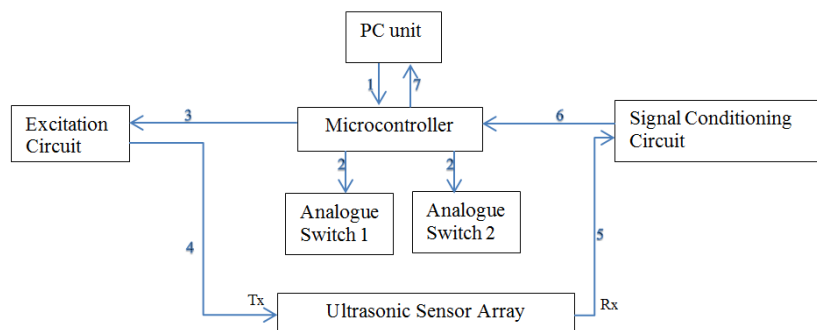 PC unit
1
7
3
6
Excitation
Circuit
Microcontroller
Signal Conditioning
Circuit
2
2
Analogue
Switch 1
Analogue
Switch 2
4
5
Tx
Ultrasonic Sensor Array
Rx